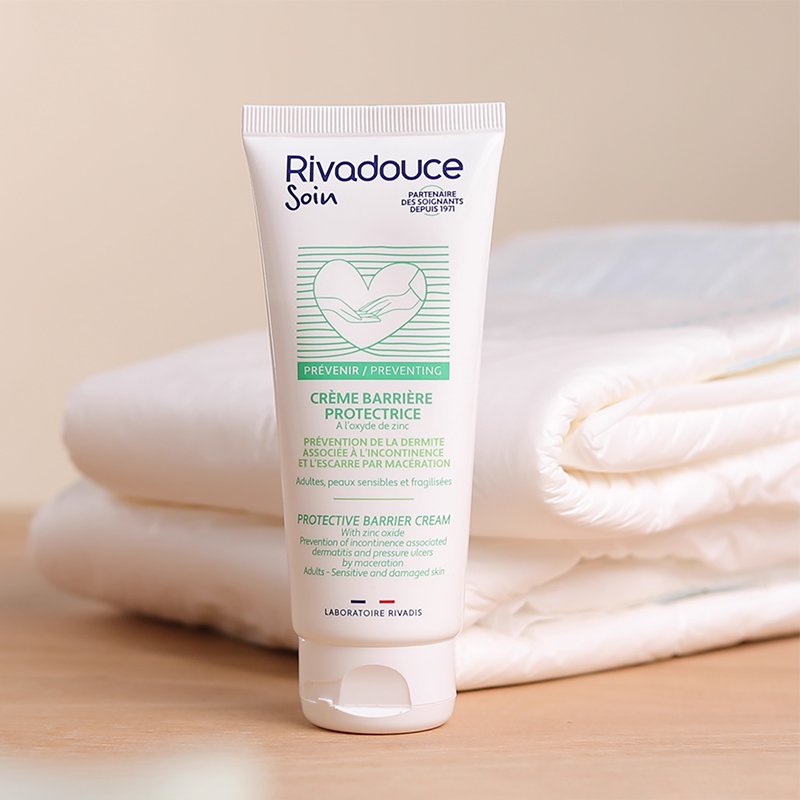 Rivadouce
Soin
PARTENAIRE
DES SOIGNANTS
DEPUIS 1971
PRÉVENIR / PREVENTING
CRÈME BARRIÈRE
PROTECTRICE
A l'oxyde de zinc
PRÉVENTION DE LA DERMITE
ASSOCIÉE À L'INCONTINENCE
ET L'ESCARRE PAR MACÉRATION
Adultes, peaux sensibles et fragilisées
PROTECTIVE BARRIER CREAM
With zinc oxide
Prevention of incontinence associated
dermatitis and pressure ulcers
by maceration
Adults - Sensitive and damaged skin
LABORATOIRE RIVADIS